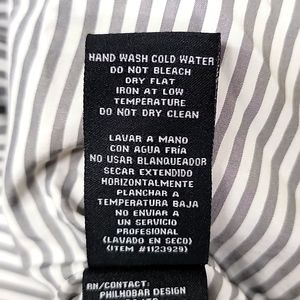 HAND WASH COLD WATER
DO NOT BLEACH
DRY FLAT
IRON AT LOW
TEMPERATURE
DO NOT DRY CLEAN
LAVAR A MANO
CON AGUA FRÍA
NO USAR BLANQUEADOR
SECAR EXTENDIDO
HORIZONTALMENTE
PLANCHAR A
TEMPERATURA BAJA
NO ENVIAR A
UN SERVICIO
PROFESIONAL
(LAVADO EN SECO)
(ITEM #1123929)
RN/CONTACT:
PHILHOBAR DESIGN